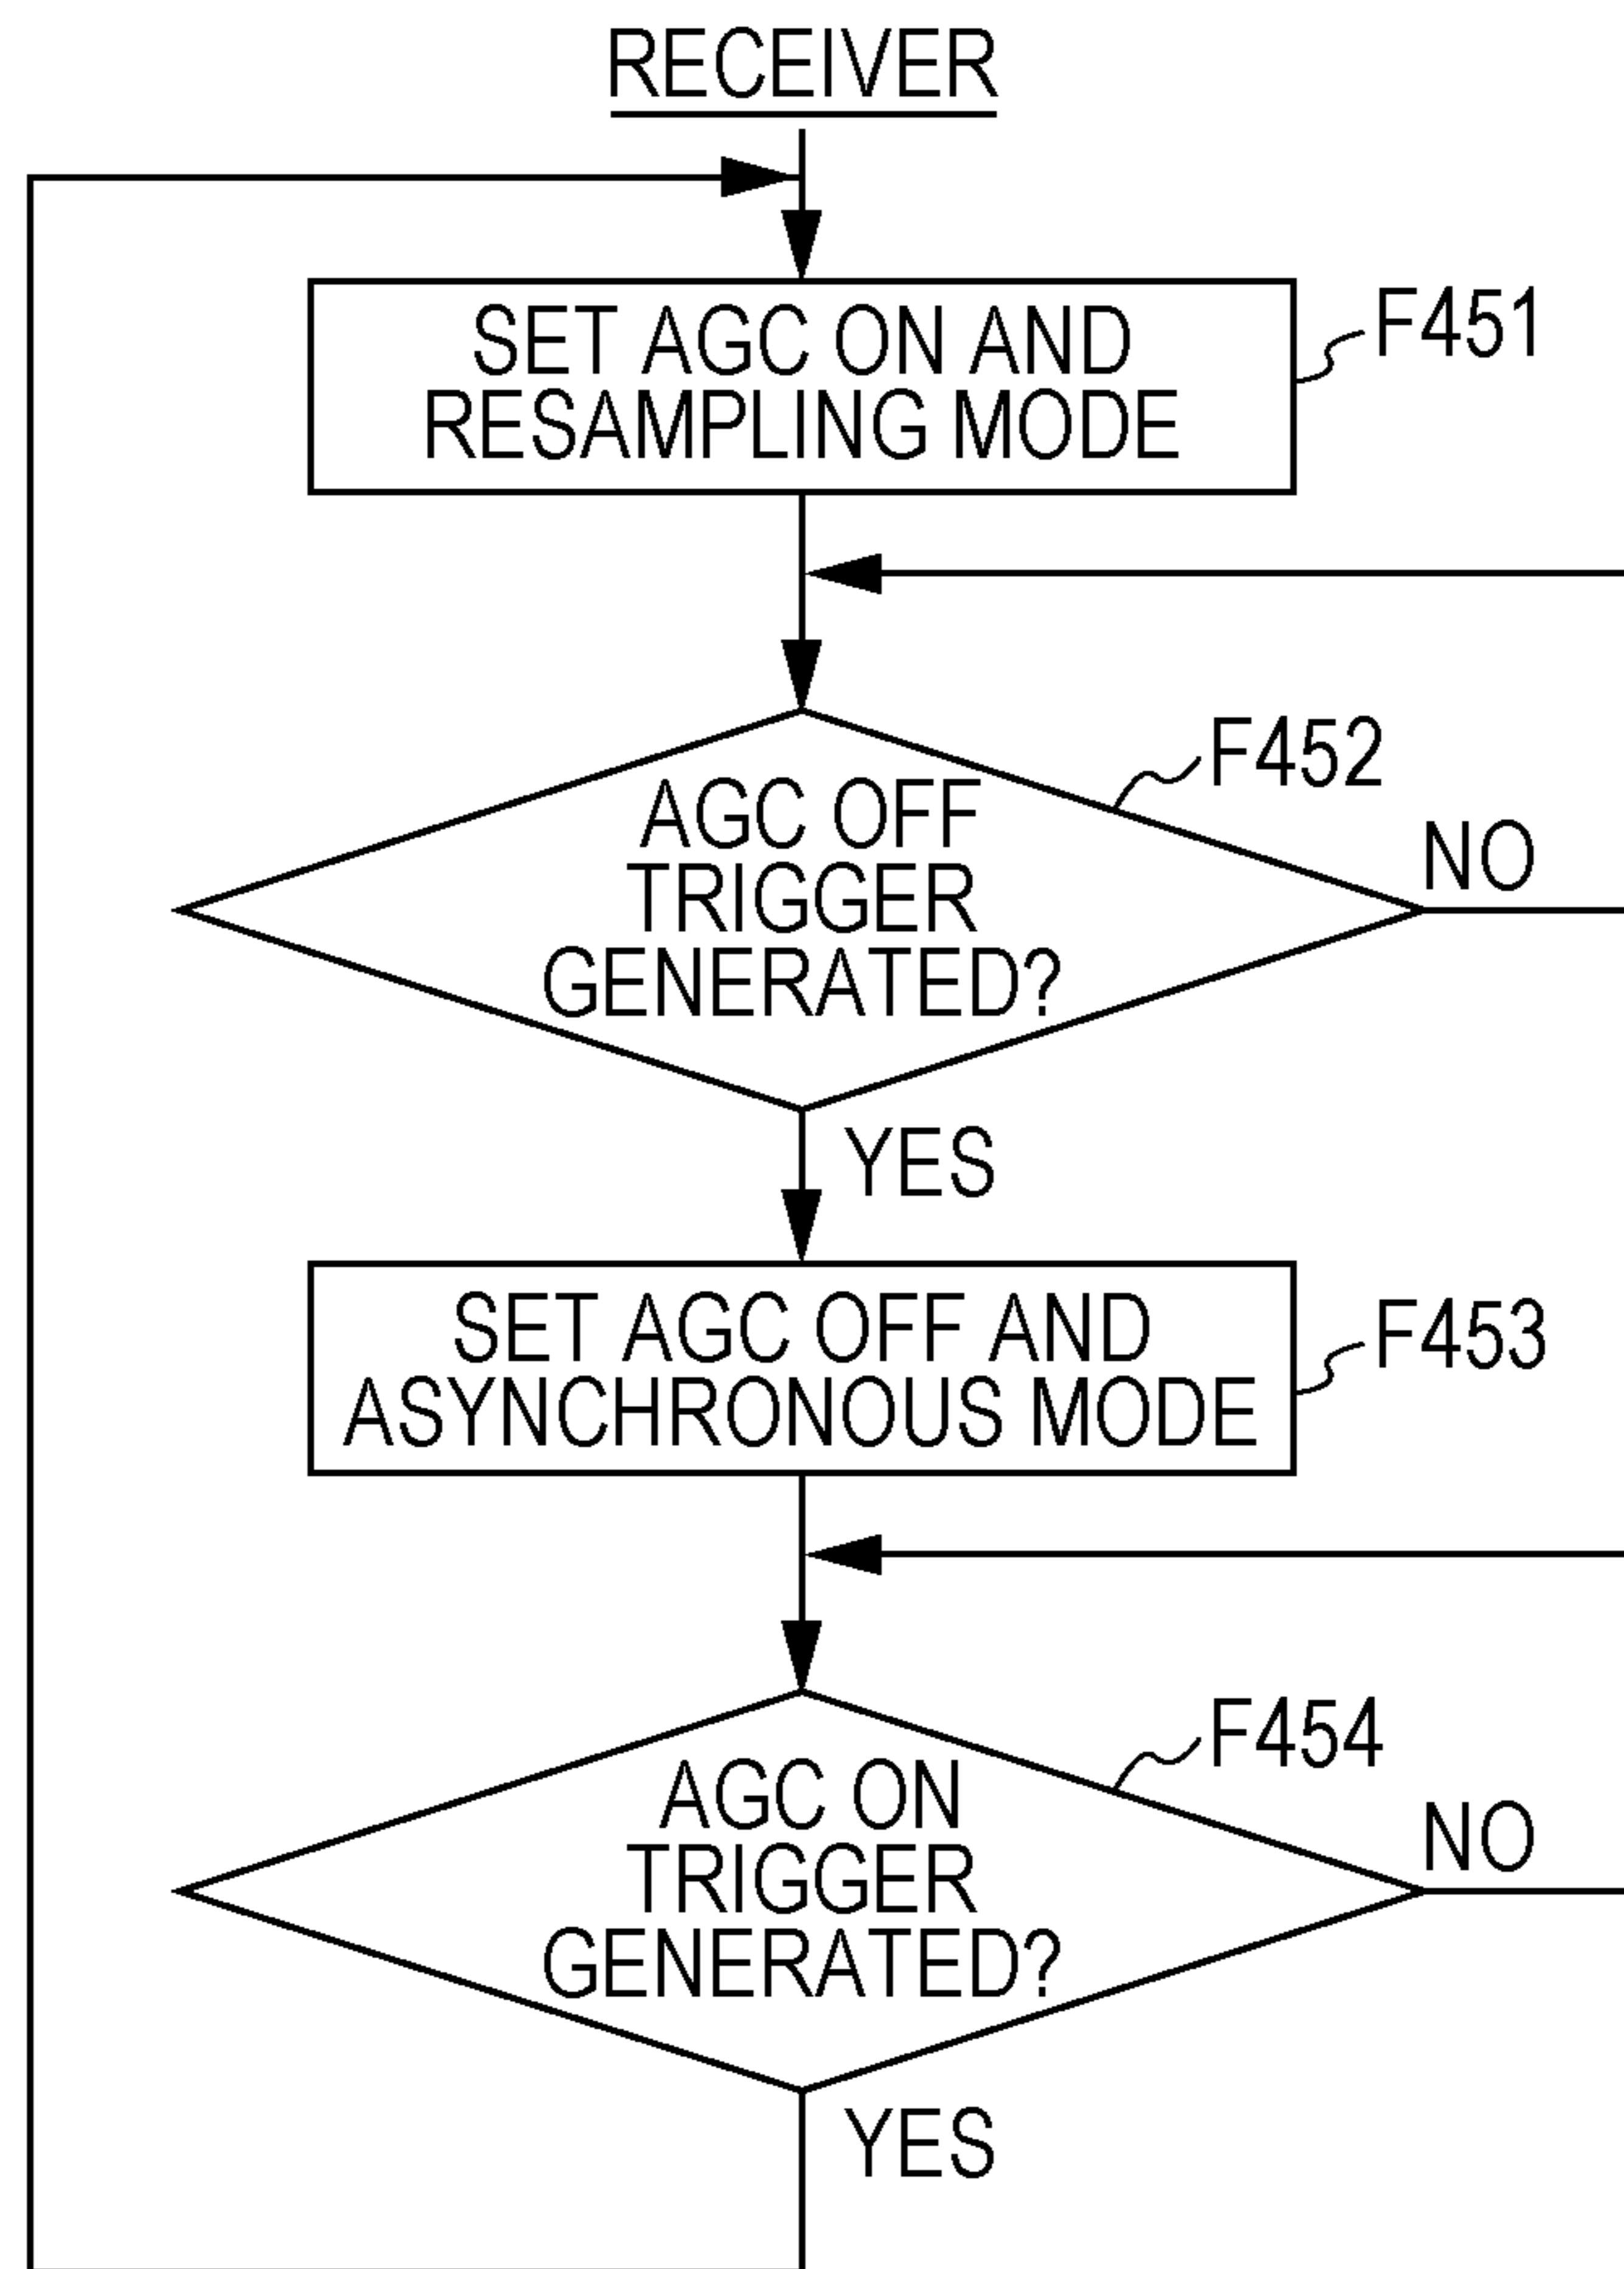 RECEIVER
SET AGC ON AND
RESAMPLING MODE
F451
F452
AGC OFF
TRIGGER
GENERATED?
NO
YES
SET AGC OFF AND
ASYNCHRONOUS MODE
F453
F454
AGC ON
TRIGGER
GENERATED?
NO
YES